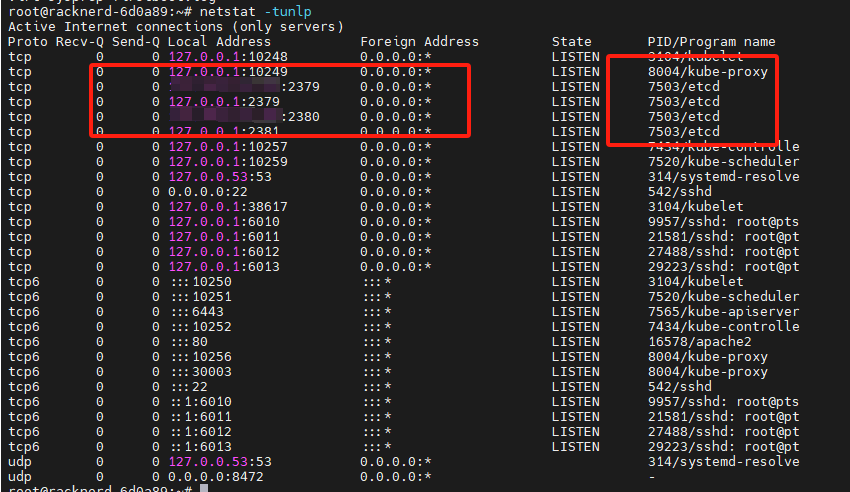 root@racknerd-6d0a89:~# netstat -tunlp
Active Internet connections (only servers)
Proto Recv-Q Send-Q Local Address Foreign Address State PID/Program name
tcp 0 0 127.0.0.1:10248 0.0.0.0:* LISTEN 3104/kubelet
tcp 0 0 127.0.0.1:10249 0.0.0.0:* LISTEN 8004/kube-proxy
tcp 0 0 :2379 0.0.0.0:* LISTEN 7503/etcd
tcp 0 0 127.0.0.1:2379 0.0.0.0:* LISTEN 7503/etcd
tcp 0 0 :2380 0.0.0.0:* LISTEN 7503/etcd
tcp 0 0 127.0.0.1:2381 0.0.0.0:* LISTEN 7503/etcd
tcp 0 0 127.0.0.1:10257 0.0.0.0:* LISTEN 7434/kube-controlle
tcp 0 0 127.0.0.1:10259 0.0.0.0:* LISTEN 7520/kube-scheduler
tcp 0 0 127.0.0.53:53 0.0.0.0:* LISTEN 314/systemd-resolve
tcp 0 0 0.0.0.0:22 0.0.0.0:* LISTEN 542/sshd
tcp 0 0 127.0.0.1:38617 0.0.0.0:* LISTEN 3104/kubelet
tcp 0 0 127.0.0.1:6010 0.0.0.0:* LISTEN 9957/sshd: root@pts
tcp 0 0 127.0.0.1:6011 0.0.0.0:* LISTEN 21581/sshd: root@pt
tcp 0 0 127.0.0.1:6012 0.0.0.0:* LISTEN 27488/sshd: root@pt
tcp 0 0 127.0.0.1:6013 0.0.0.0:* LISTEN 29223/sshd: root@pt
tcp6 0 0 :::10250 :::* LISTEN 3104/kubelet
tcp6 0 0 :::10251 :::* LISTEN 7520/kube-scheduler
tcp6 0 0 :::6443 :::* LISTEN 7565/kube-apiserver
tcp6 0 0 :::10252 :::* LISTEN 7434/kube-controlle
tcp6 0 0 :::80 :::* LISTEN 16578/apache2
tcp6 0 0 :::10256 :::* LISTEN 8004/kube-proxy
tcp6 0 0 :::30003 :::* LISTEN 8004/kube-proxy
tcp6 0 0 :::22 :::* LISTEN 542/sshd
tcp6 0 0 ::1:6010 :::* LISTEN 9957/sshd: root@pts
tcp6 0 0 ::1:6011 :::* LISTEN 21581/sshd: root@pt
tcp6 0 0 ::1:6012 :::* LISTEN 27488/sshd: root@pt
tcp6 0 0 ::1:6013 :::* LISTEN 29223/sshd: root@pt
udp 0 0 127.0.0.53:53 0.0.0.0:* 314/systemd-resolve
udp 0 0 0.0.0.0:8472 0.0.0.0:* -
root@racknerd-6d0a89:~#